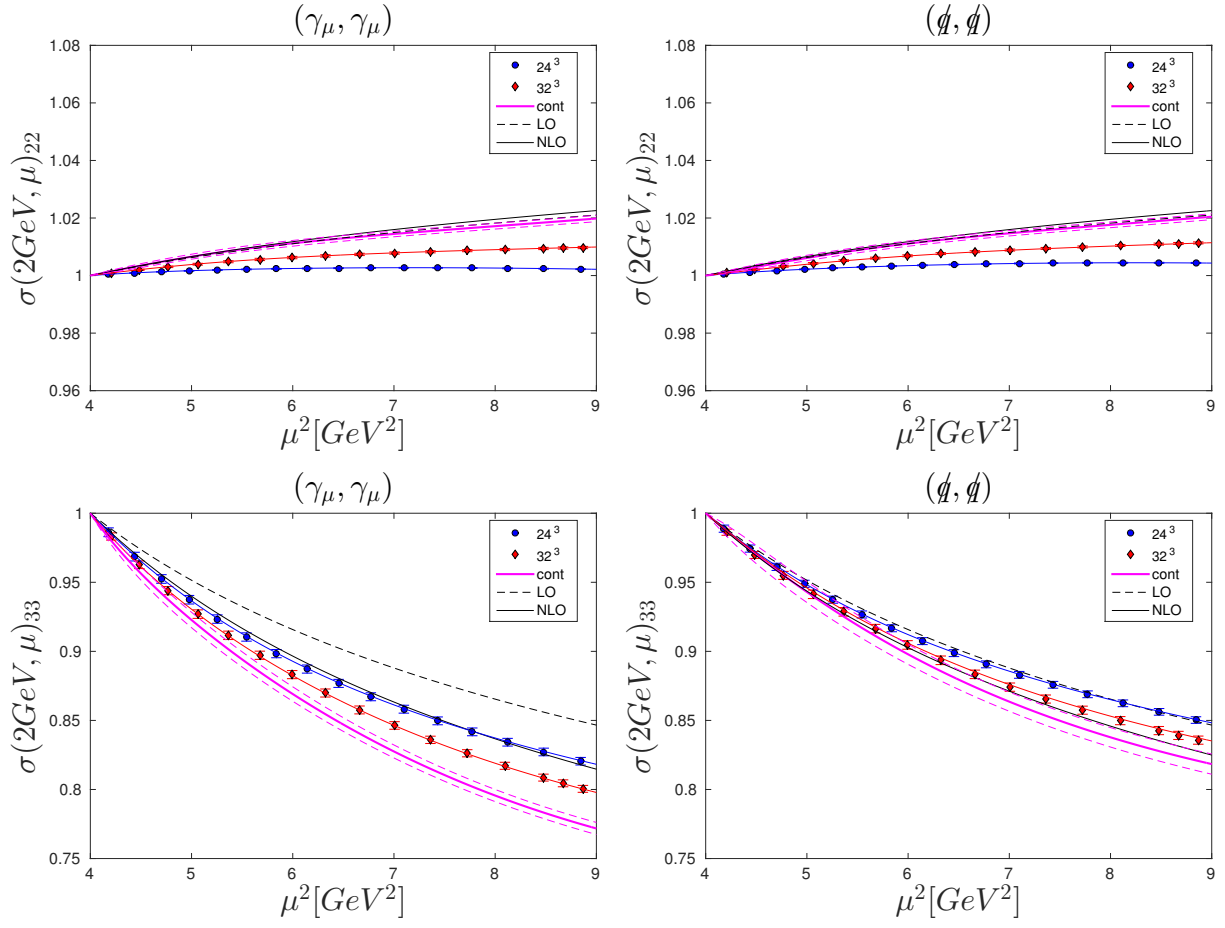 (γμ, γμ)
1.08
1.06
1.04
1.02
1
0.98
0.96
4 5 6 7 8 9
σ(2GeV, μ)22
μ²[GeV²]
24³
32³
cont
LO
NLO
(q̸, q̸)
1.08
1.06
1.04
1.02
1
0.98
0.96
4 5 6 7 8 9
σ(2GeV, μ)22
μ²[GeV²]
24³
32³
cont
LO
NLO
(γμ, γμ)
1
0.95
0.9
0.85
0.8
0.75
4 5 6 7 8 9
σ(2GeV, μ)33
μ²[GeV²]
24³
32³
cont
LO
NLO
(q̸, q̸)
1
0.95
0.9
0.85
0.8
0.75
4 5 6 7 8 9
σ(2GeV, μ)33
μ²[GeV²]
24³
32³
cont
LO
NLO